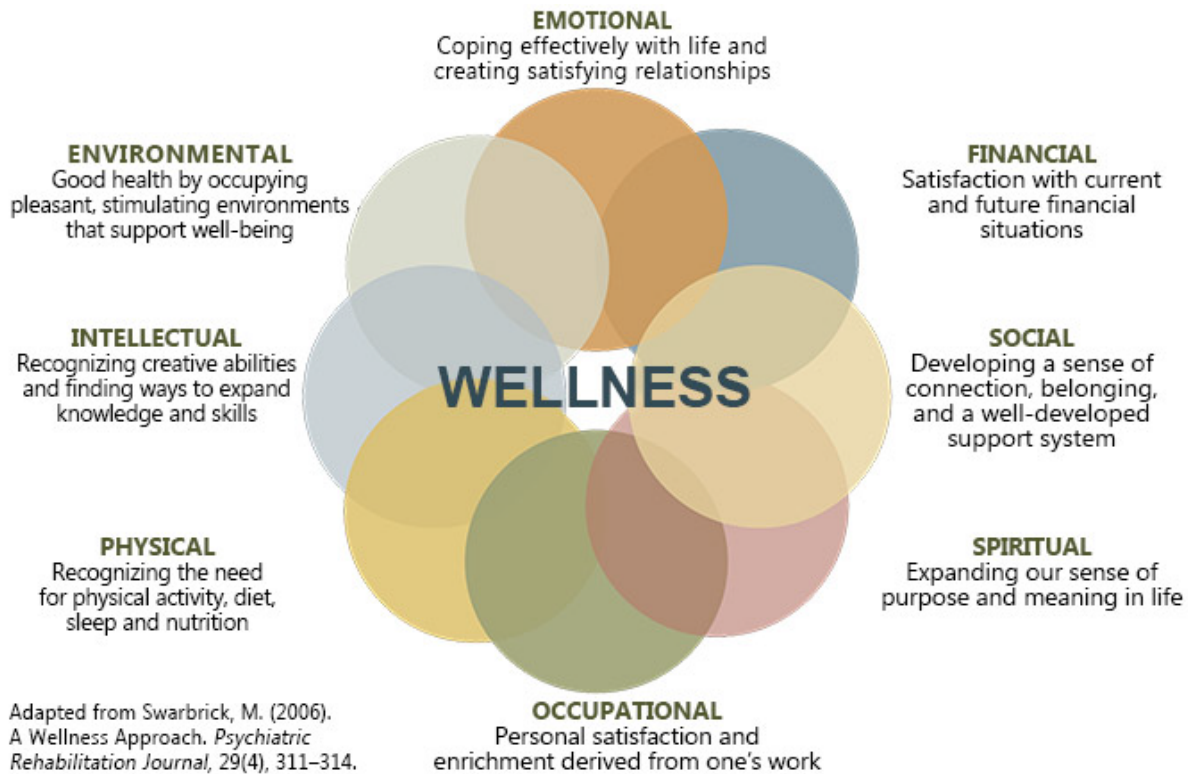 EMOTIONAL
Coping effectively with life and
creating satisfying relationships
ENVIRONMENTAL
Good health by occupying
pleasant, stimulating environments
that support well-being
FINANCIAL
Satisfaction with current
and future financial
situations
INTELLECTUAL
Recognizing creative abilities
and finding ways to expand
knowledge and skills
WELLNESS
SOCIAL
Developing a sense of
connection, belonging,
and a well-developed
support system
PHYSICAL
Recognizing the need
for physical activity, diet,
sleep and nutrition
SPIRITUAL
Expanding our sense of
purpose and meaning in life
OCCUPATIONAL
Personal satisfaction and
enrichment derived from one’s work
Adapted from Swarbrick, M. (2006).
A Wellness Approach. Psychiatric
Rehabilitation Journal, 29(4), 311–314.